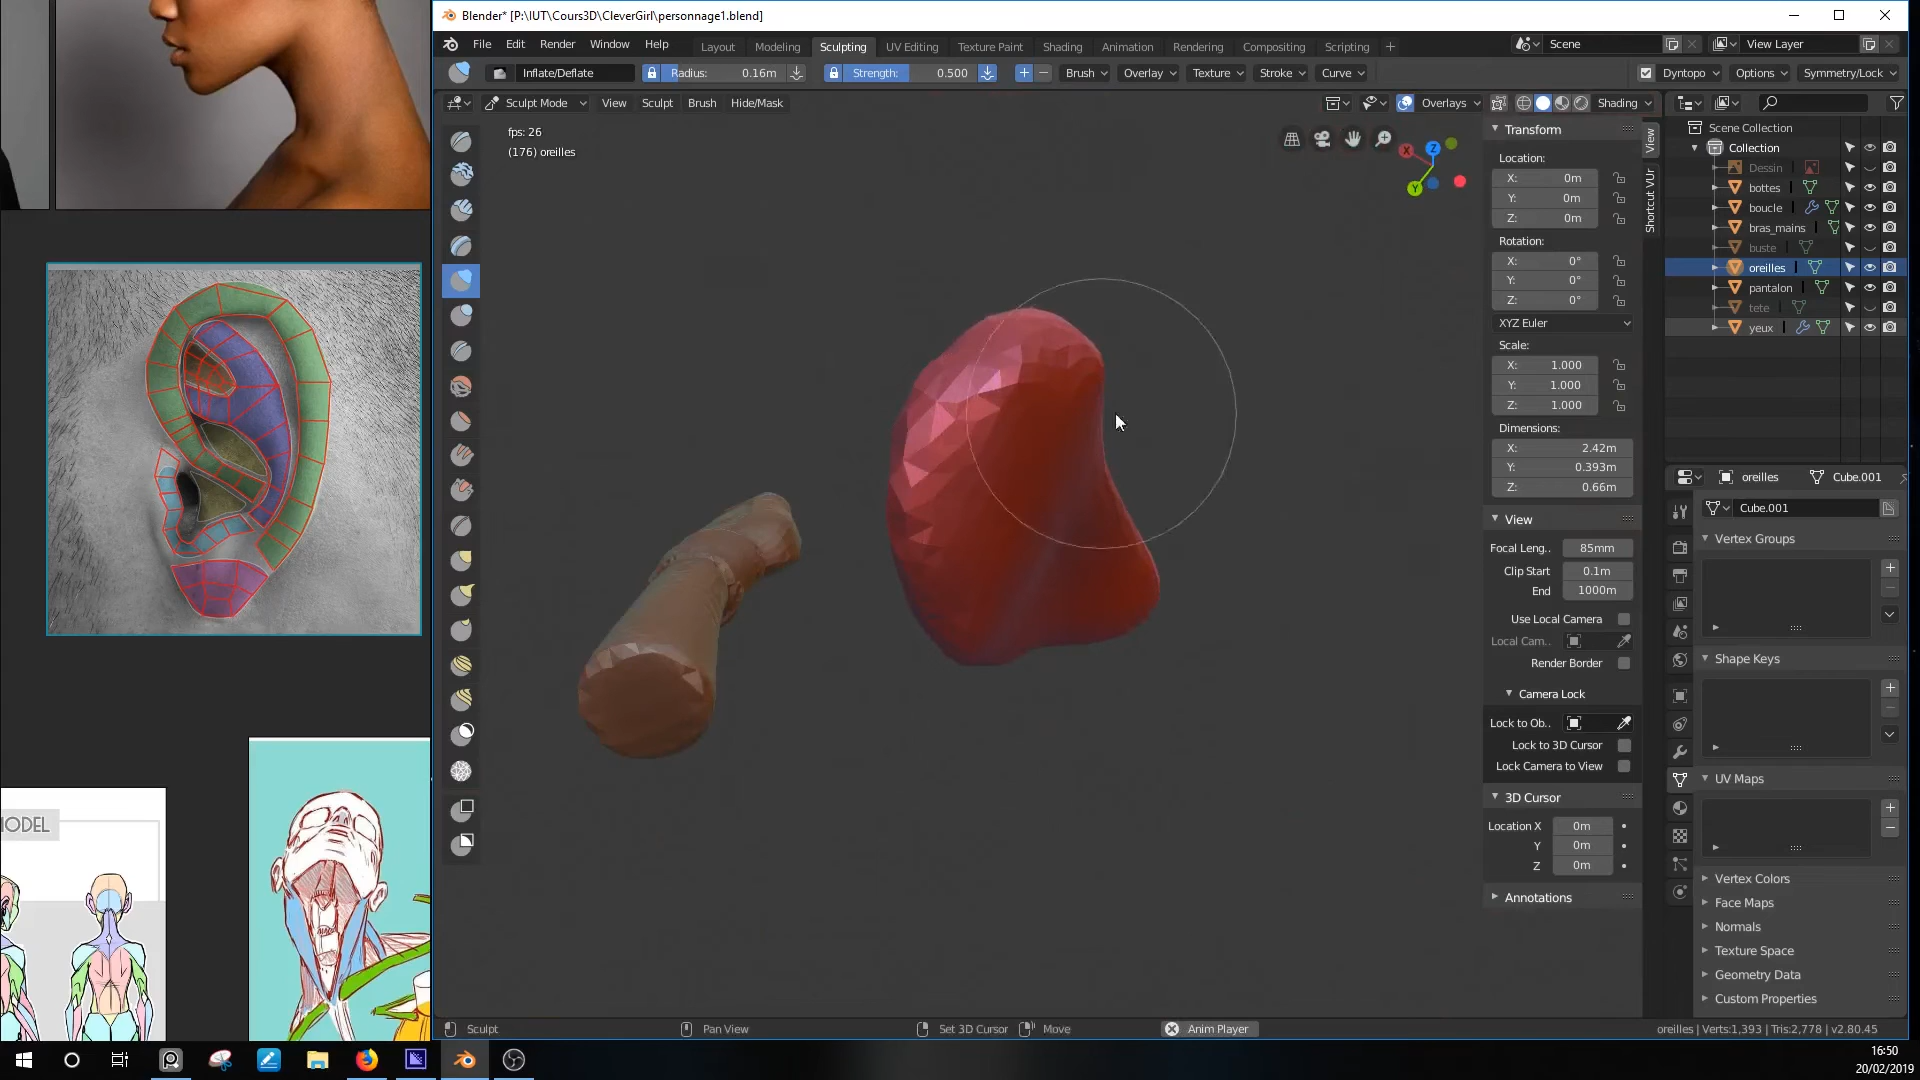 Blender* [P:\IUT\Cours3D\CleverGirl\personnage1.blend]
File Edit Render Window Help Layout Modeling Sculpting UV Editing Texture Paint Shading Animation Rendering Compositing Scripting + Scene View Layer
Inflate/Deflate Radius: 0.16m Strength: 0.500 Brush Overlay Texture Stroke Curve Dyntopo Options Symmetry/Lock
Sculpt Mode View Sculpt Brush Hide/Mask Overlays Shading
fps: 26
(176) oreilles
X
Z
Y
Transform
Location:
X: 0m
Y: 0m
Z: 0m
Rotation:
X: 0°
Y: 0°
Z: 0°
XYZ Euler
Scale:
X: 1.000
Y: 1.000
Z: 1.000
Dimensions:
X: 2.42m
Y: 0.393m
Z: 0.66m
View
Focal Leng.. 85mm
Clip Start 0.1m
End 1000m
Use Local Camera
Local Cam..
Render Border
Camera Lock
Lock to Ob..
Lock to 3D Cursor
Lock Camera to View
3D Cursor
Location X 0m
Y 0m
Z 0m
Annotations
View
Shortcut VUr
Scene Collection
Collection
Dessin
bottes
boucle
bras_mains
buste
oreilles
pantalon
tete
yeux
oreilles Cube.001
Cube.001
Vertex Groups
Shape Keys
UV Maps
Vertex Colors
Face Maps
Normals
Texture Space
Geometry Data
Custom Properties
ODEL
Sculpt Pan View Set 3D Cursor Move Anim Player oreilles | Verts:1,393 | Tris:2,778 | v2.80.45
16:50
20/02/2019